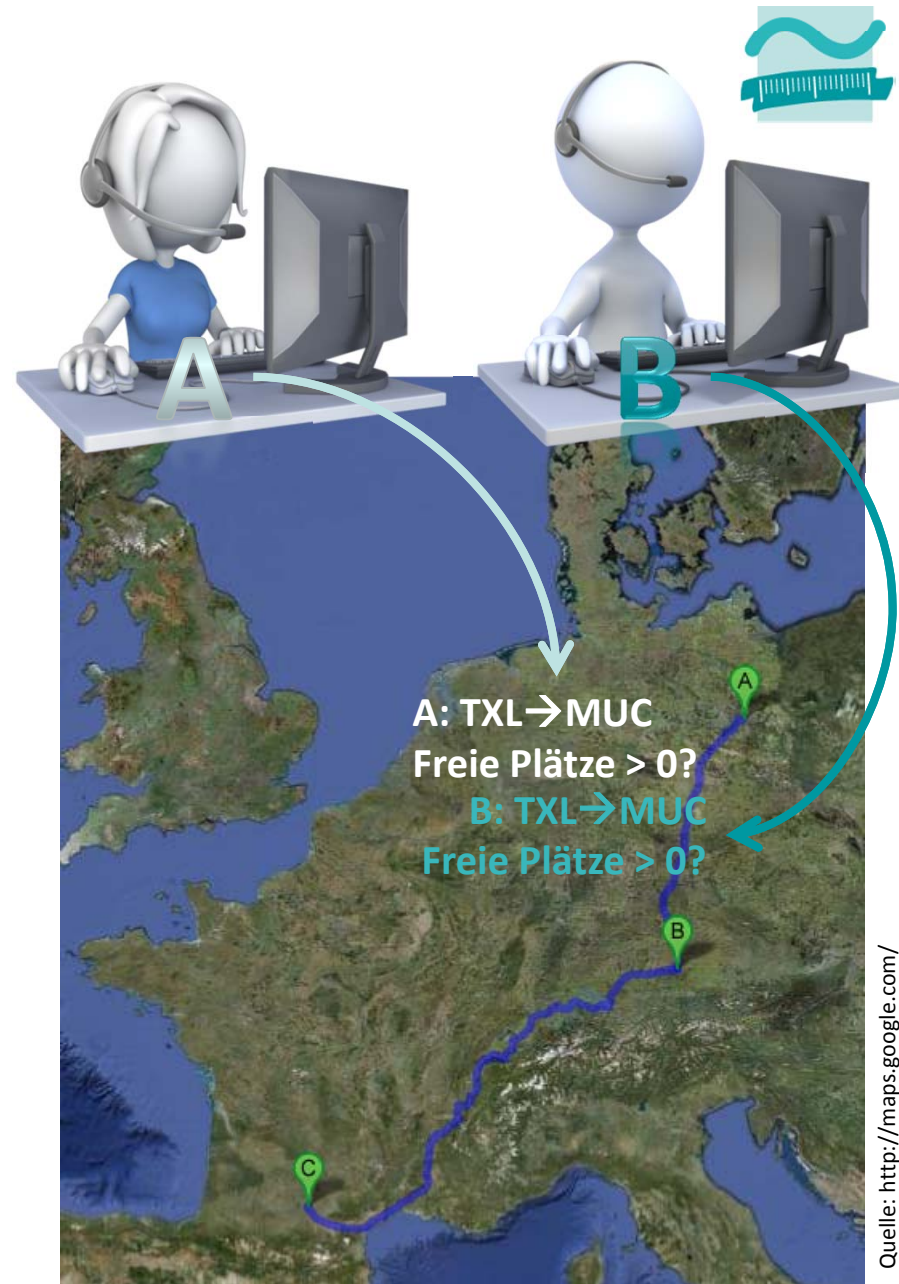 A
B
A: TXL→MUC
Freie Plätze > 0?
B: TXL→MUC
Freie Plätze > 0?
A
B
C
Quelle: http://maps.google.com/